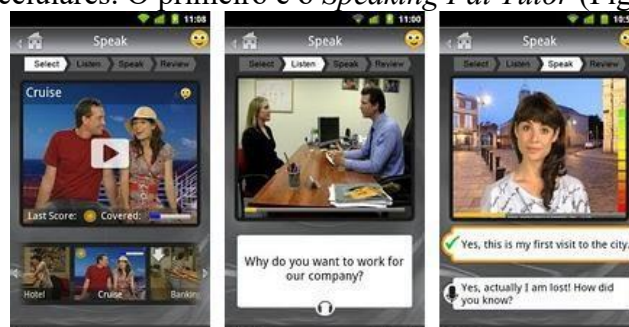 celulares. O primeiro é o Speaking Pal Tutor (Fig
11:08
Speak
Select Listen Speak Review
Cruise
Last Score: Covered:
Hotel Cruise Banking
11:00
Speak
Select Listen Speak Review
Why do you want to work for
our company?
Speak
Select Listen Speak Review
Yes, this is my first visit to the city.
Yes, actually I am lost! How did
you know?